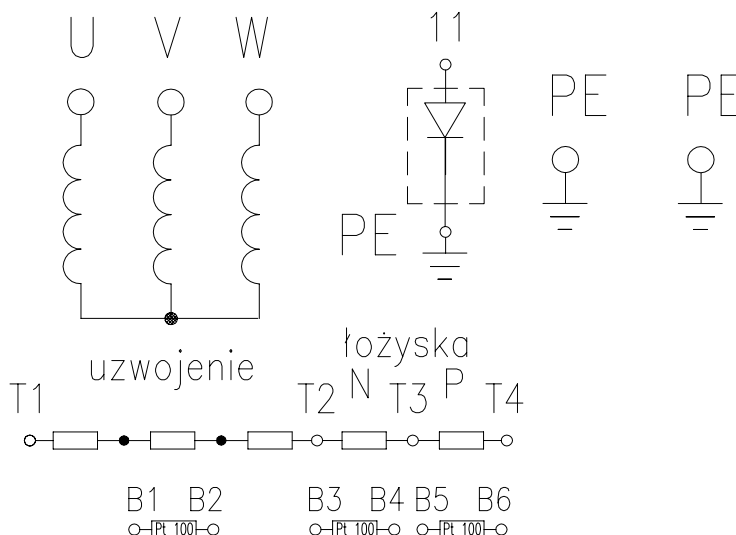 U V W 11
PE PE
PE
uzwojenie łożyska
N P
T1 T2 T3 T4
B1 B2 B3 B4 B5 B6
Pt 100 Pt 100 Pt 100